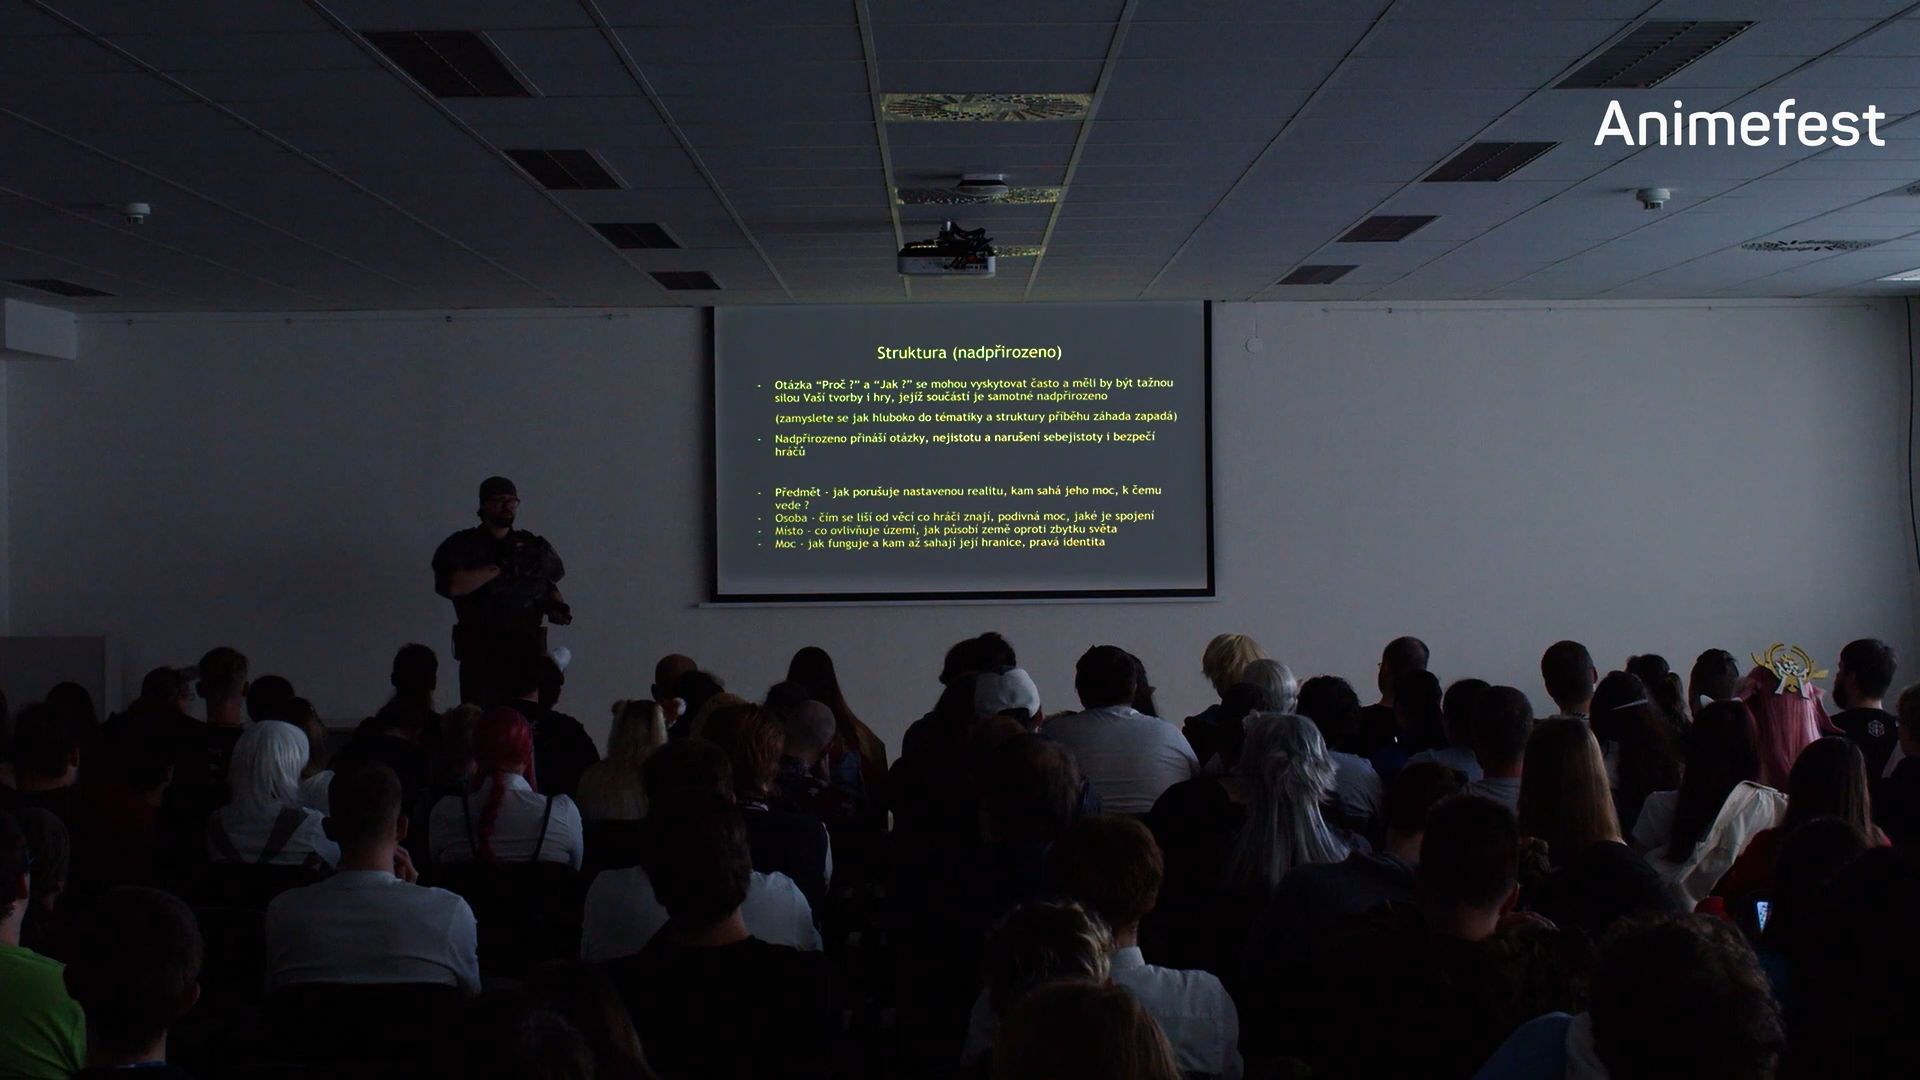 Animefest
Struktura (nadpřirozeno)
- Otázka “Proč ?” a “Jak ?” se mohou vyskytovat často a měli by být tažnou
silou Vaší tvorby i hry, jejíž součástí je samotné nadpřirozeno
(zamyslete se jak hluboko do tématiky a struktury příběhu záhada zapadá)
- Nadpřirozeno přináší otázky, nejistotu a narušení sebejistoty i bezpečí
hráčů
- Předmět - jak porušuje nastavenou realitu, kam sahá jeho moc, k čemu
vede ?
- Osoba - čím se liší od věcí co hráči znají, podivná moc, jaké je spojení
- Místo - co ovlivňuje území, jak působí země oproti zbytku světa
- Moc - jak funguje a kam až sahají její hranice, pravá identita